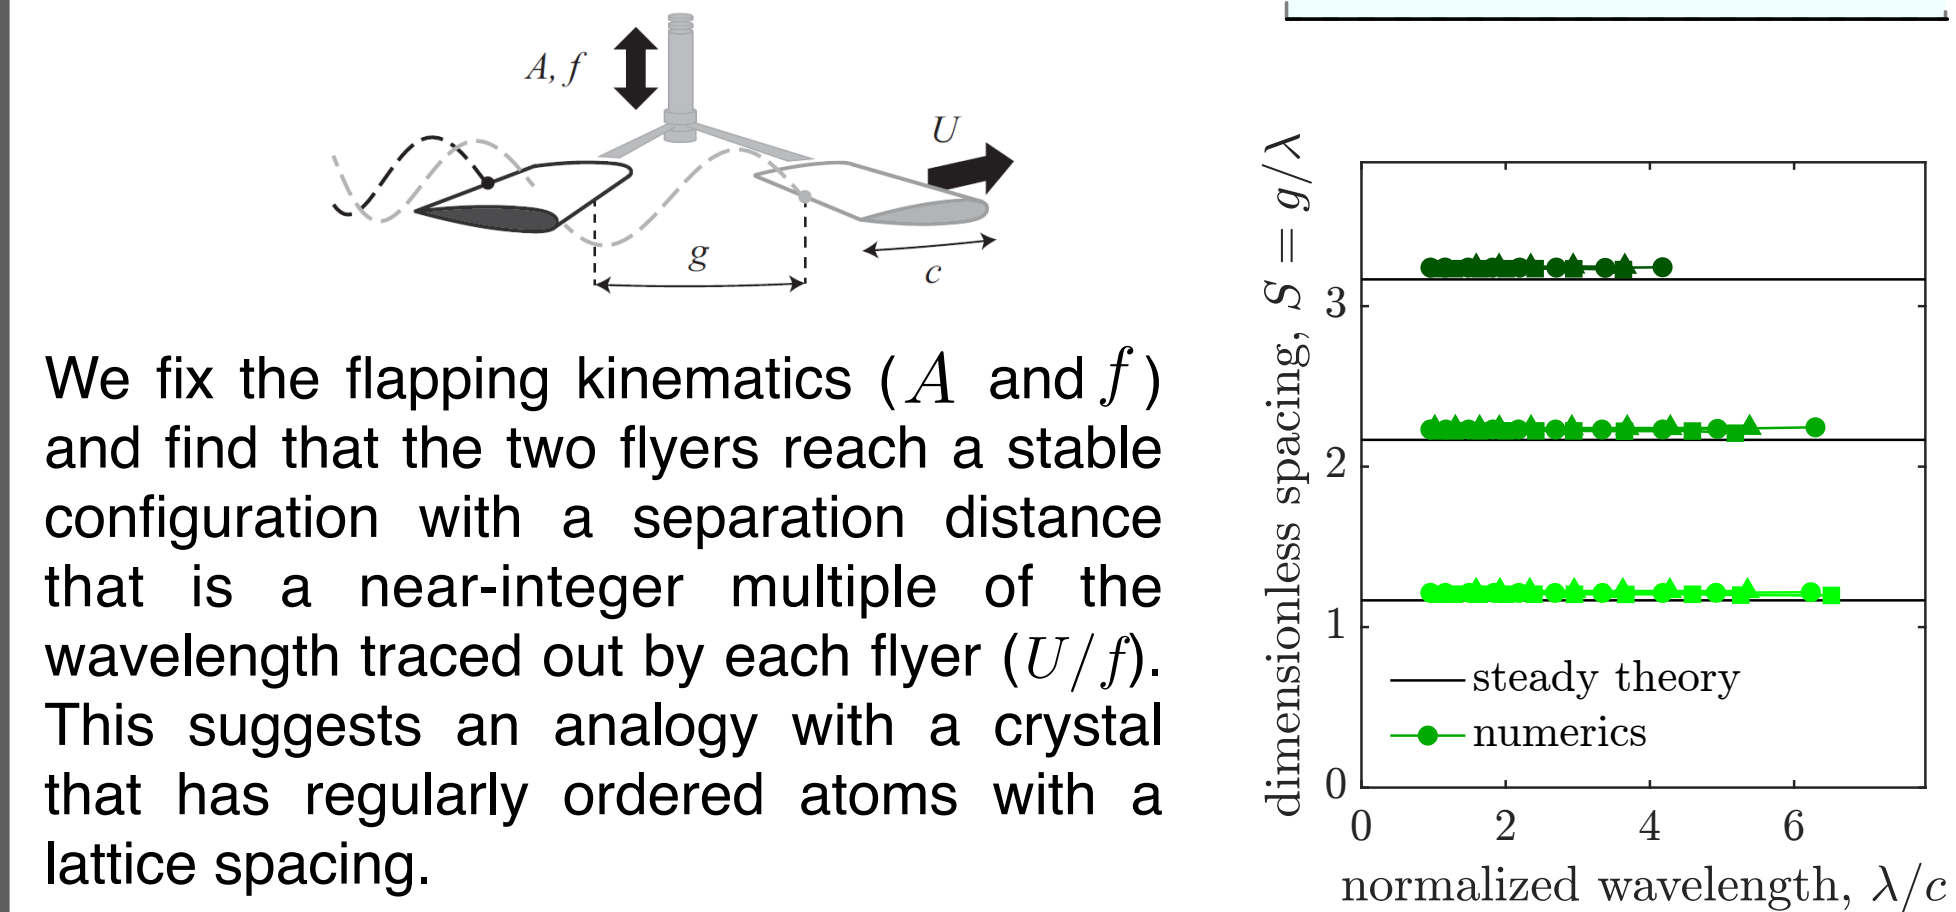 A, f
U
g
c
We fix the flapping kinematics (A and f)
and find that the two flyers reach a stable
configuration with a separation distance
that is a near-integer multiple of the
wavelength traced out by each flyer (U/f).
This suggests an analogy with a crystal
that has regularly ordered atoms with a
lattice spacing.
dimensionless spacing, S = g/λ
3
2
1
0
steady theory
numerics
0 2 4 6
normalized wavelength, λ/c